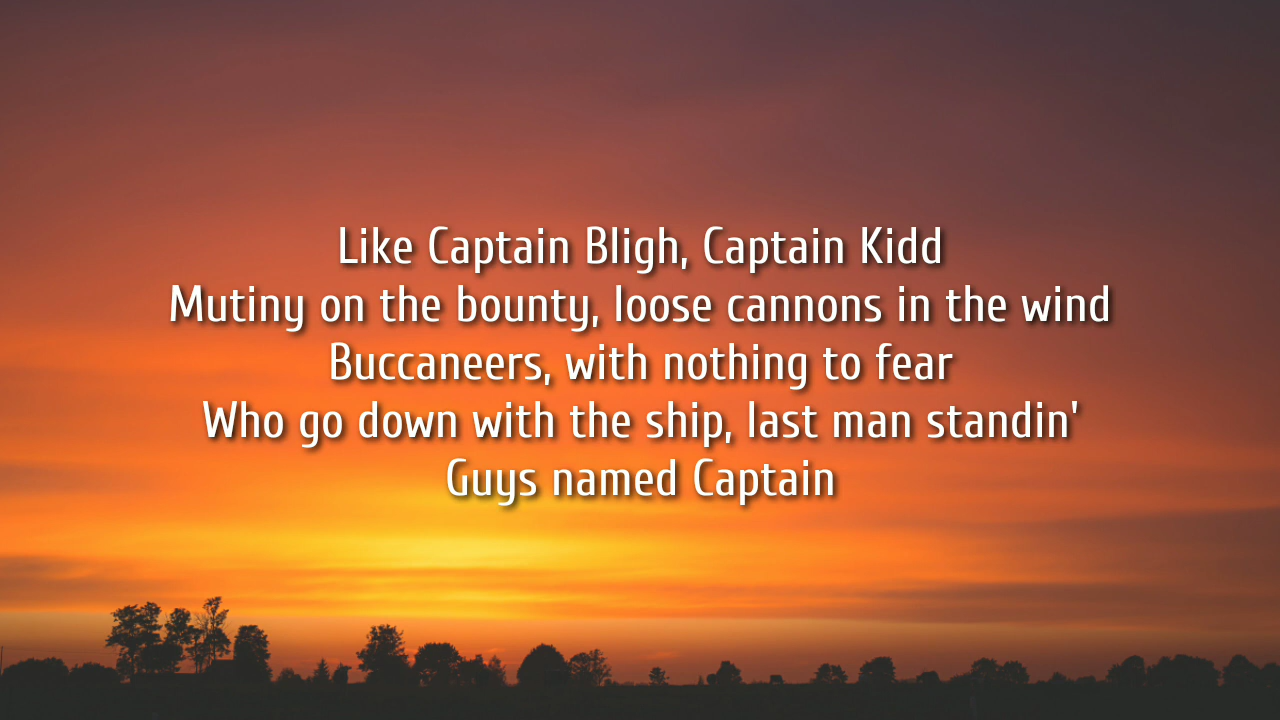 Like Captain Bligh, Captain Kidd
Mutiny on the bounty, loose cannons in the wind
Buccaneers, with nothing to fear
Who go down with the ship, last man standin'
Guys named Captain